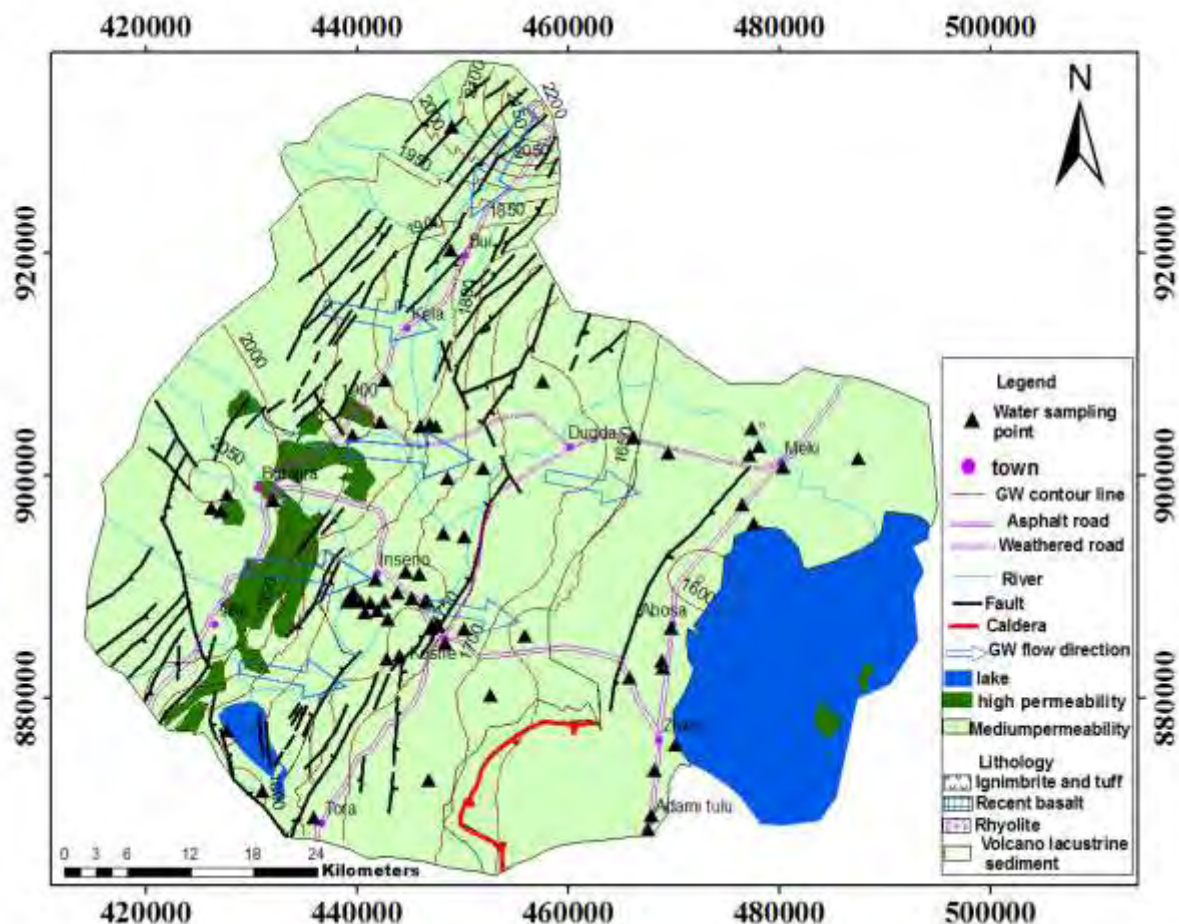 420000 440000 460000 480000 500000
N
2200
2000
2050
1950
1850
1900
Bui
920000
920000
1850
Kela
2000
1900
Dugda
Meki
2050
900000
900000
Inseno
1600
Abosa
1700
880000
880000
Tora
Adami tulu
Legend
Water sampling
point
town
GW contour line
Asphalt road
Weathered road
River
Fault
Caldera
GW flow direction
lake
high permeability
Mediumpermeability
Lithology
Ignimbrite and tuff
Recent basalt
Rhyolite
Volcano lacustrine
sediment
0 3 6 12 18 24
Kilometers
420000 440000 460000 480000 500000